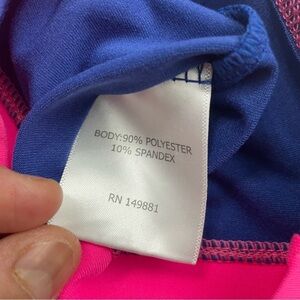 BODY:90% POLYESTER
10% SPANDEX
RN 149881